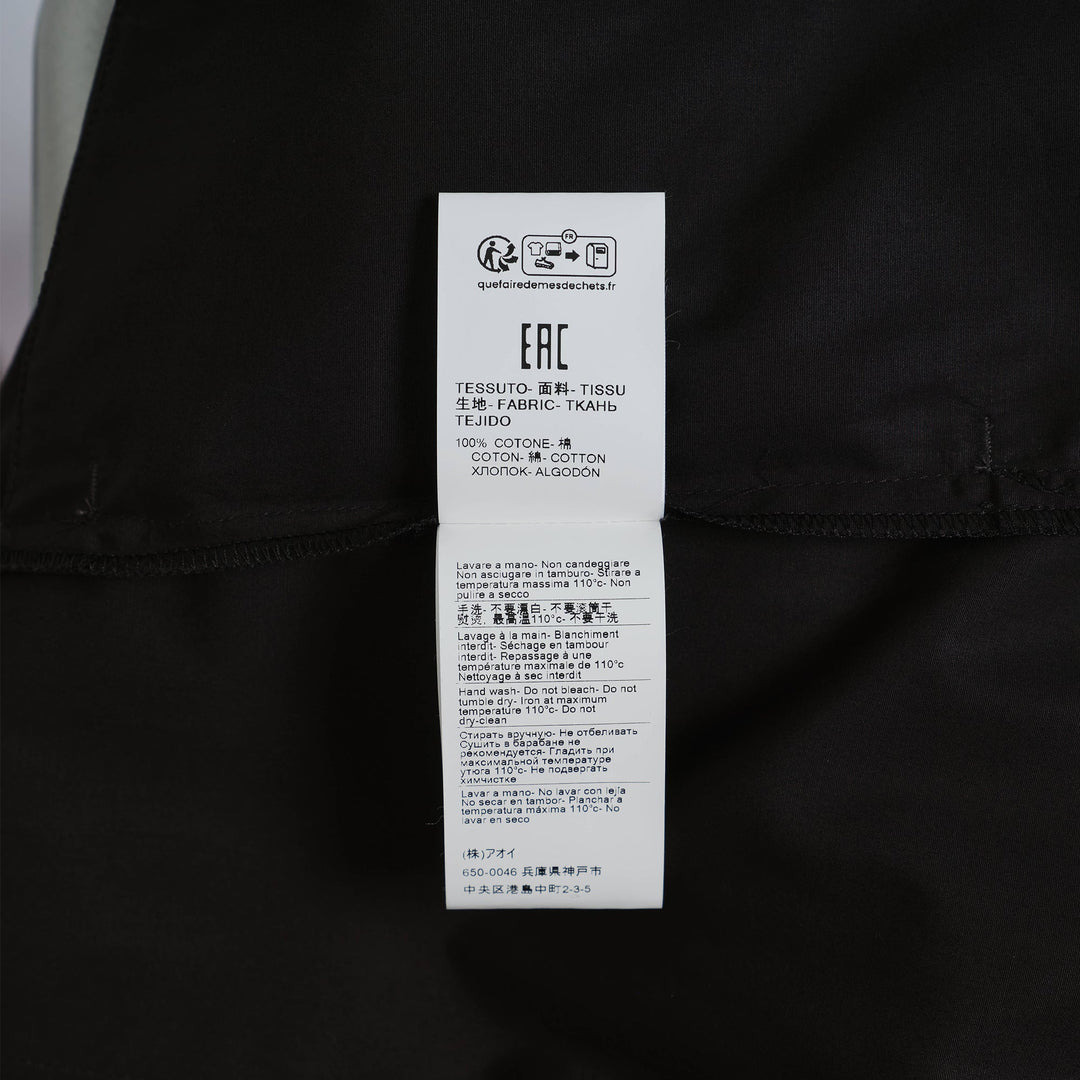 FR
quefairedemesdechets.fr
EAC
TESSUTO- 面料- TISSU
生地- FABRIC- ТКАНЬ
TEJIDO
100% COTONE- 棉
COTON- 綿- COTTON
ХЛОПОК- ALGODÓN
Lavare a mano- Non candeggiare
Non asciugare in tamburo- Stirare a
temperatura massima 110°c- Non
pulire a secco
手洗- 不要漂白- 不要滚筒干
熨烫, 最高温110°c- 不要干洗
Lavage à la main- Blanchiment
interdit- Séchage en tambour
interdit- Repassage à une
température maximale de 110°c
Nettoyage à sec interdit
Hand wash- Do not bleach- Do not
tumble dry- Iron at maximum
temperature 110°c- Do not
dry-clean
Стирать вручную- Не отбеливать
Сушить в барабане не
рекомендуется- Гладить при
максимальной температуре
утюга 110°c- Не подвергать
химчистке
Lavar a mano- No lavar con lejía
No secar en tambor- Planchar a
temperatura máxima 110°c- No
lavar en seco
(株)アオイ
650-0046 兵庫県神戸市
中央区港島中町2-3-5